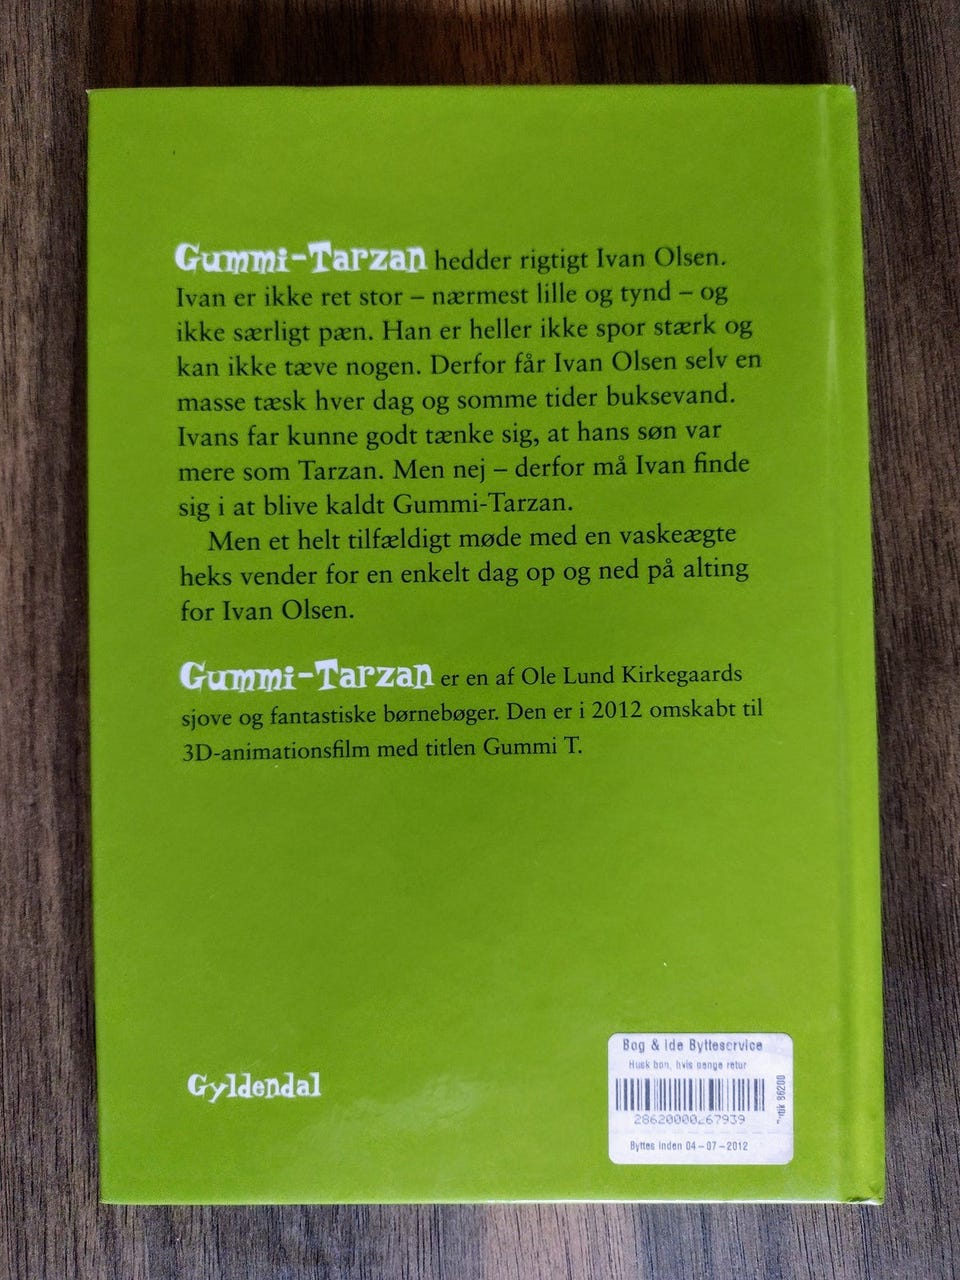 Gummi-Tarzan hedder rigtigt Ivan Olsen.
Ivan er ikke ret stor – nærmest lille og tynd – og
ikke særligt pæn. Han er heller ikke spor stærk og
kan ikke tæve nogen. Derfor får Ivan Olsen selv en
masse tæsk hver dag og somme tider buksevand.
Ivans far kunne godt tænke sig, at hans søn var
mere som Tarzan. Men nej – derfor må Ivan finde
sig i at blive kaldt Gummi-Tarzan.
Men et helt tilfældigt møde med en vaskeægte
heks vender for en enkelt dag op og ned på alting
for Ivan Olsen.
Gummi-Tarzan er en af Ole Lund Kirkegaards
sjove og fantastiske børnebøger. Den er i 2012 omskabt til
3D-animationsfilm med titlen Gummi T.
Gyldendal
Bog & Ide Bytteservice
Husk bon, hvis penge retur
Byttes inden 04-07-2012
86200